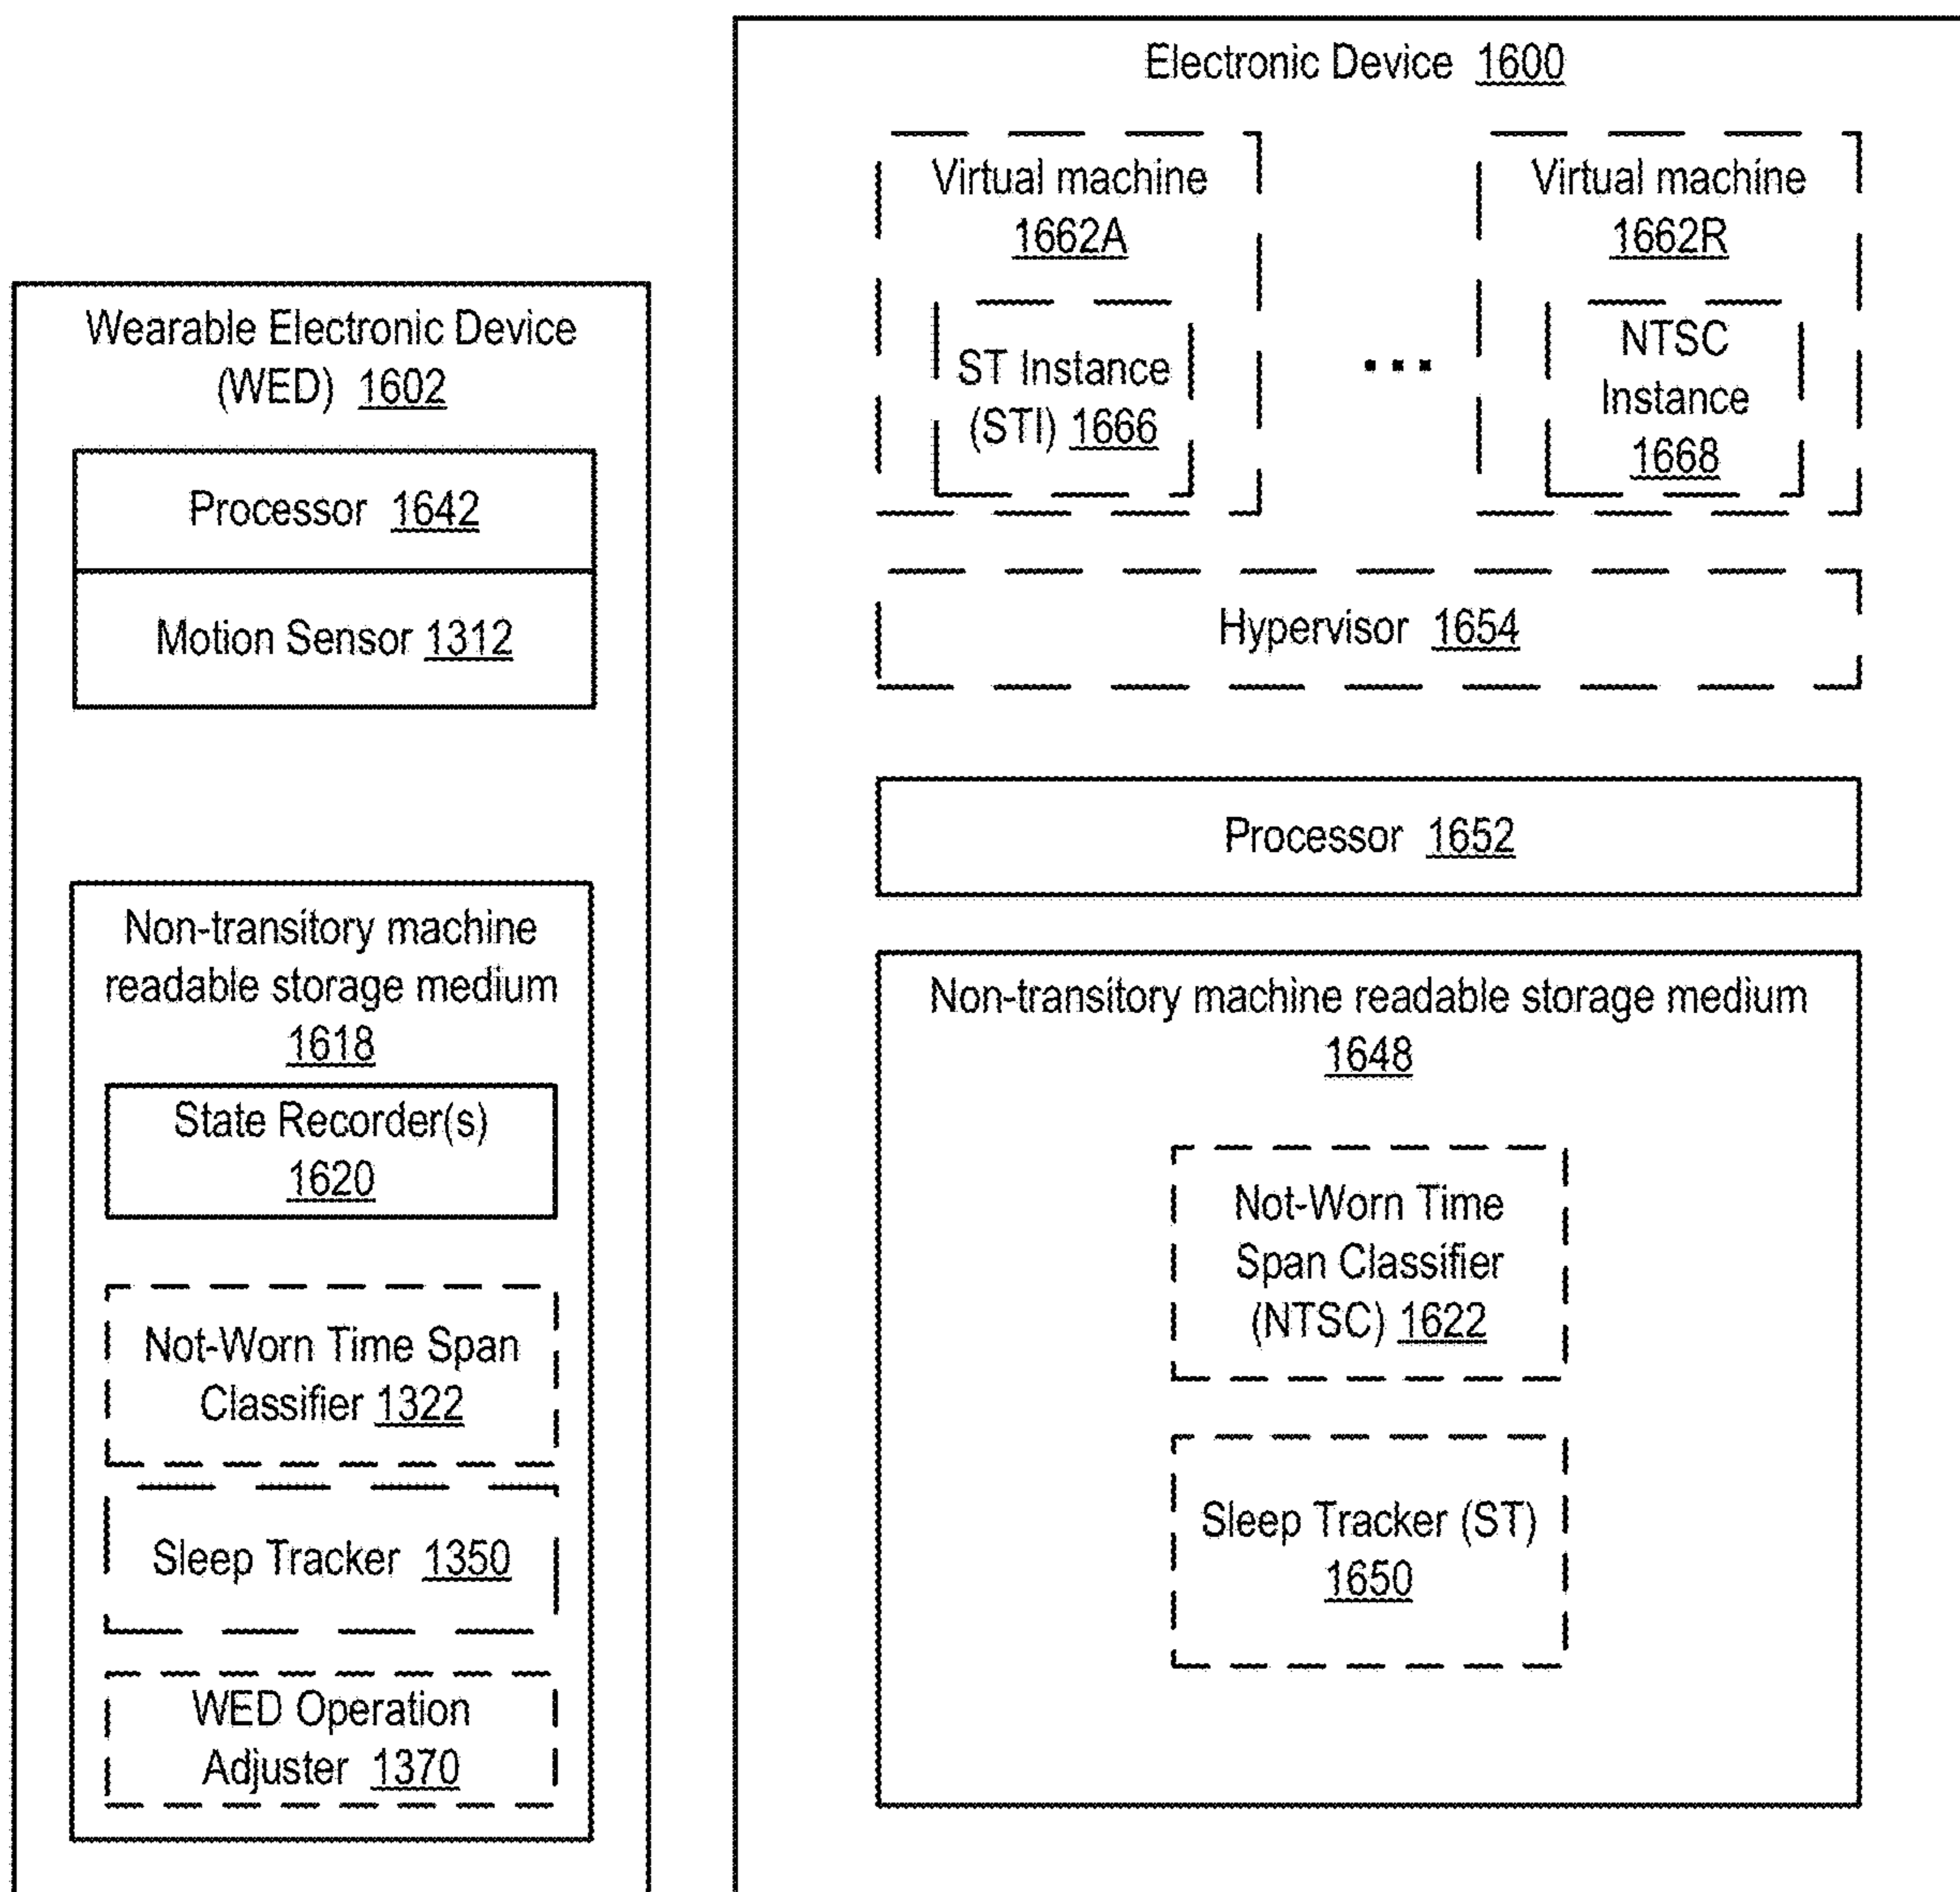 Wearable Electronic Device
(WED) 1602
Processor 1642
Motion Sensor 1312
Non-transitory machine
readable storage medium
1618
State Recorder(s)
1620
Not-Worn Time Span
Classifier 1322
Sleep Tracker 1350
WED Operation
Adjuster 1370
Electronic Device 1600
Virtual machine
1662A
ST Instance
(STI) 1666
...
Virtual machine
1662R
NTSC
Instance
1668
Hypervisor 1654
Processor 1652
Non-transitory machine readable storage medium
1648
Not-Worn Time
Span Classifier
(NTSC) 1622
Sleep Tracker (ST)
1650